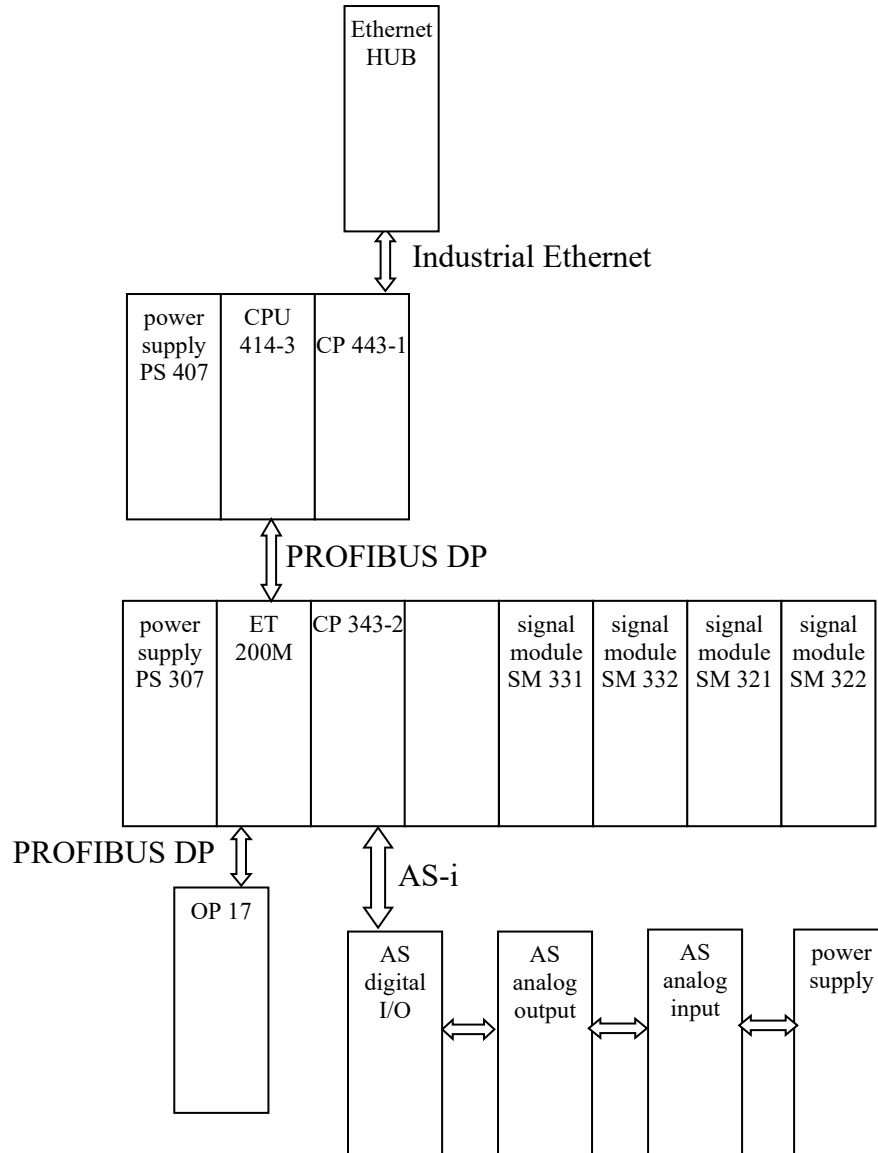 Ethernet
HUB
Industrial Ethernet
power
supply
PS 407
CPU
414-3
CP 443-1
PROFIBUS DP
power
supply
PS 307
ET
200M
CP 343-2
signal
module
SM 331
signal
module
SM 332
signal
module
SM 321
signal
module
SM 322
PROFIBUS DP
AS-i
OP 17
AS
digital
I/O
AS
analog
output
AS
analog
input
power
supply